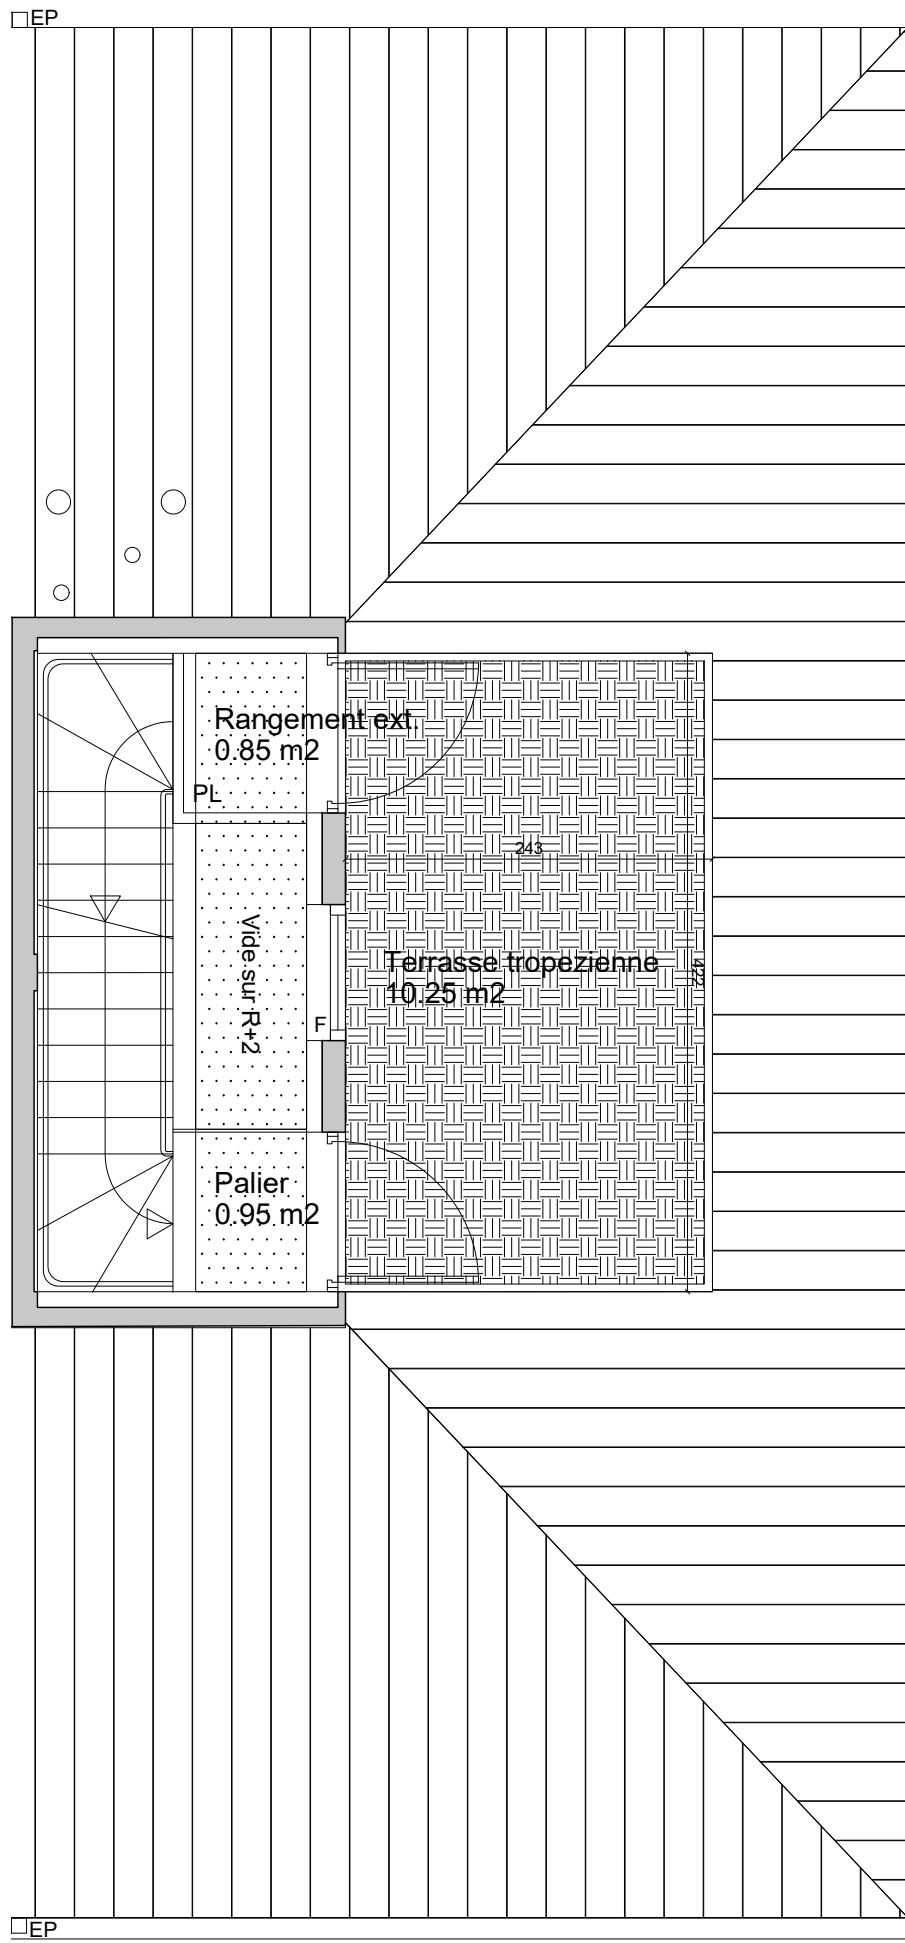 EP
Rangement ext.
0.85 m2
PL
243
Terrasse tropezienne
10.25 m2
422
Vide sur R+2
F
Palier
0.95 m2
EP